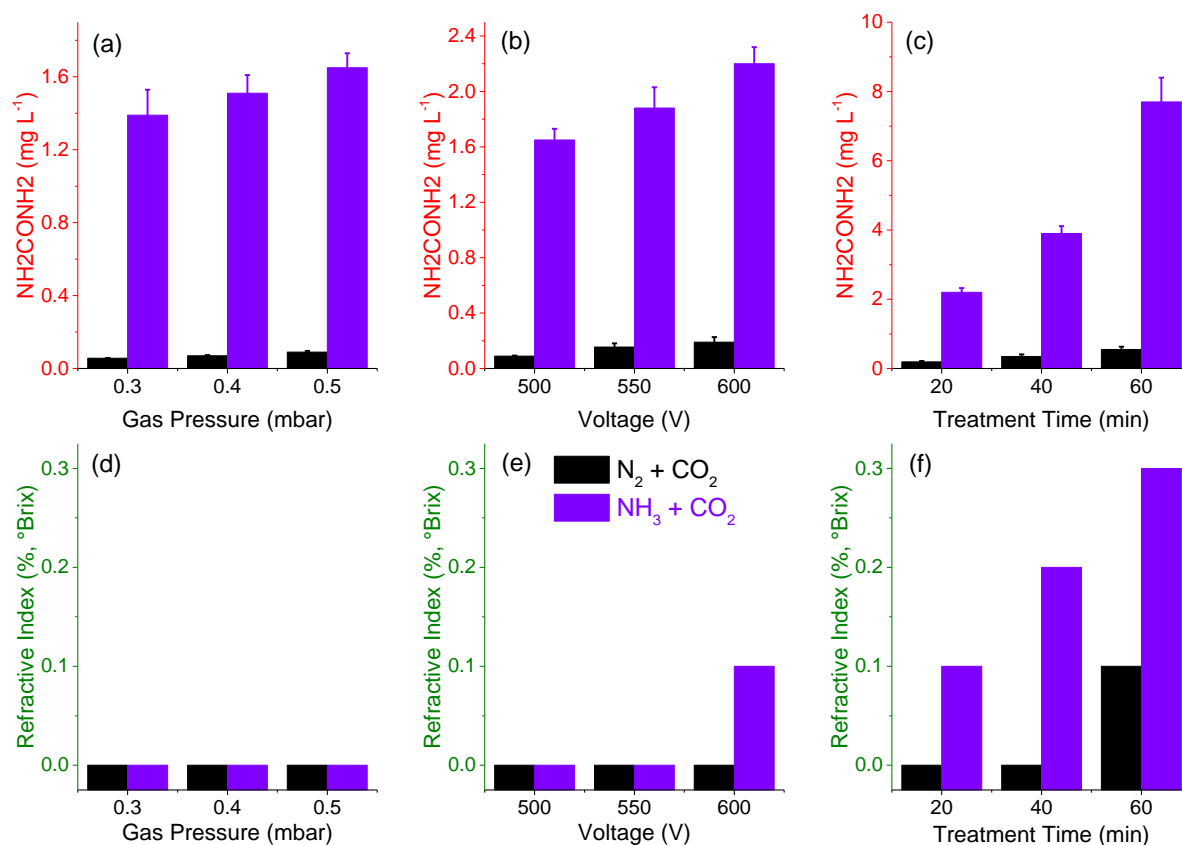 (a)
NH2CONH2 (mg L⁻¹)
1.6
1.2
0.8
0.4
0.0
0.3 0.4 0.5
Gas Pressure (mbar)
(b)
NH2CONH2 (mg L⁻¹)
2.4
2.0
1.6
1.2
0.8
0.4
0.0
500 550 600
Voltage (V)
(c)
NH2CONH2 (mg L⁻¹)
10
8
6
4
2
0
20 40 60
Treatment Time (min)
(d)
Refractive Index (%, °Brix)
0.3
0.2
0.1
0.0
0.3 0.4 0.5
Gas Pressure (mbar)
(e)
N₂ + CO₂
NH₃ + CO₂
Refractive Index (%, °Brix)
0.3
0.2
0.1
0.0
500 550 600
Voltage (V)
(f)
Refractive Index (%, °Brix)
0.3
0.2
0.1
0.0
20 40 60
Treatment Time (min)